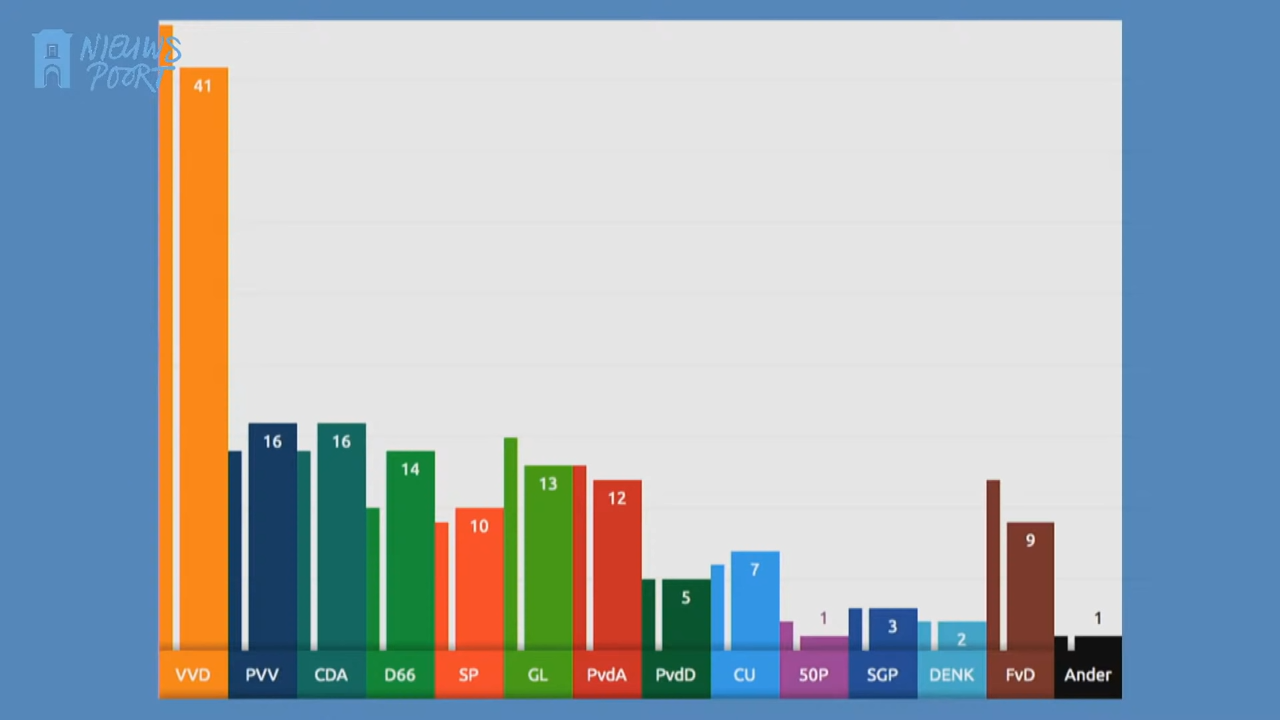 NIEUWS
POORT
41
16 16 14 10 13 12 5 7 1 3 2 9 1
VVD PVV CDA D66 SP GL PvdA PvdD CU 50P SGP DENK FvD Ander